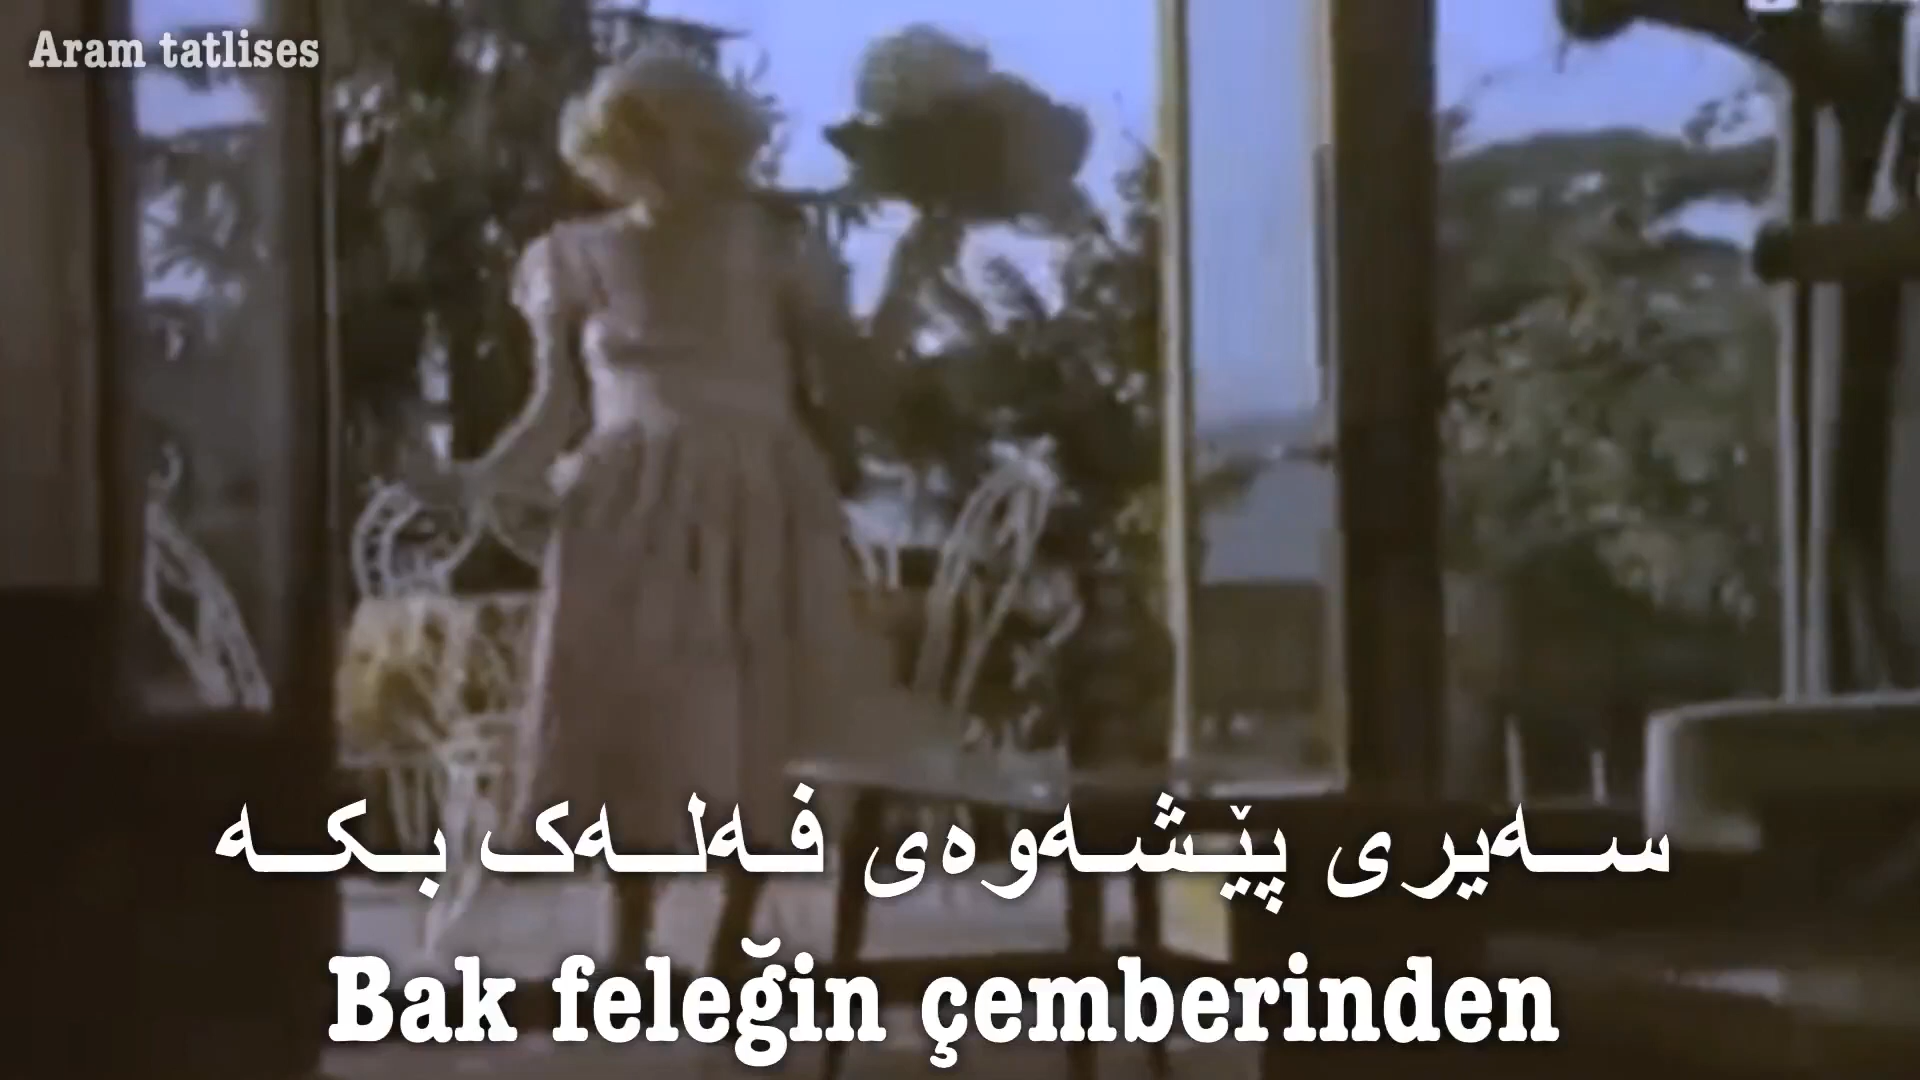 Aram tatlises
سەیری پێشەوەی فەلەک بکە
Bak feleğin çemberinden